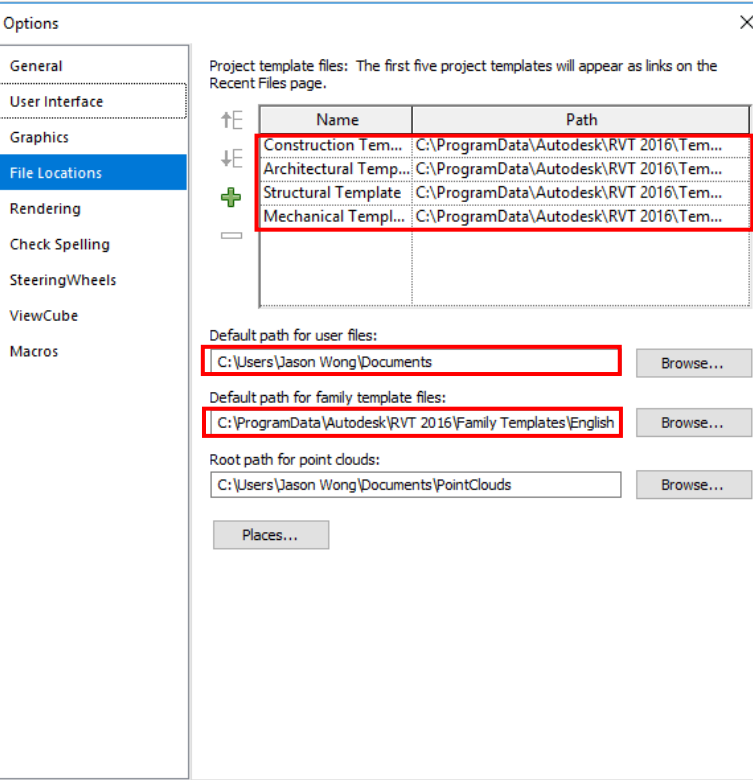 Options
General
User Interface
Graphics
File Locations
Rendering
Check Spelling
SteeringWheels
ViewCube
Macros
Project template files: The first five project templates will appear as links on the
Recent Files page.
Name Path
Construction Tem... C:\ProgramData\Autodesk\RVT 2016\Tem...
Architectural Temp... C:\ProgramData\Autodesk\RVT 2016\Tem...
Structural Template C:\ProgramData\Autodesk\RVT 2016\Tem...
Mechanical Templ... C:\ProgramData\Autodesk\RVT 2016\Tem...
Default path for user files:
C:\Users\Jason Wong\Documents Browse...
Default path for family template files:
C:\ProgramData\Autodesk\RVT 2016\Family Templates\English Browse...
Root path for point clouds:
C:\Users\Jason Wong\Documents\PointClouds Browse...
Places...